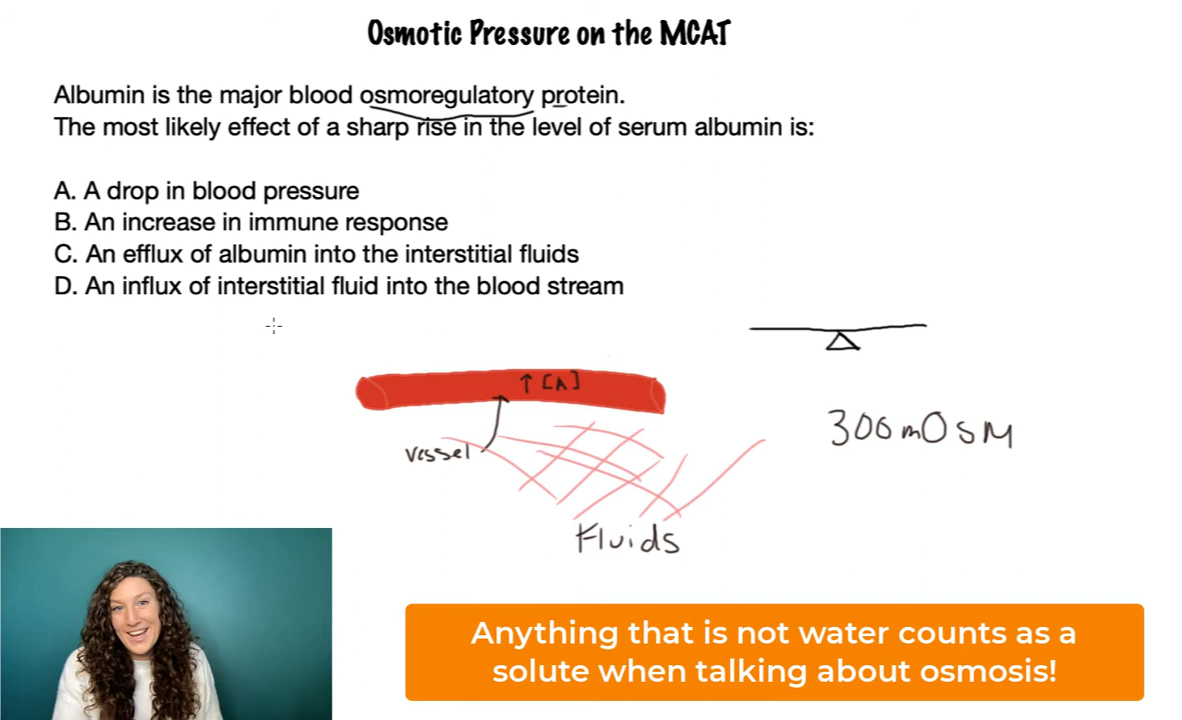 Osmotic Pressure on the MCAT
Albumin is the major blood osmoregulatory protein.
The most likely effect of a sharp rise in the level of serum albumin is:
A. A drop in blood pressure
B. An increase in immune response
C. An efflux of albumin into the interstitial fluids
D. An influx of interstitial fluid into the blood stream
↑ [A]
300 mOsM
vessel
Fluids
Anything that is not water counts as a
solute when talking about osmosis!